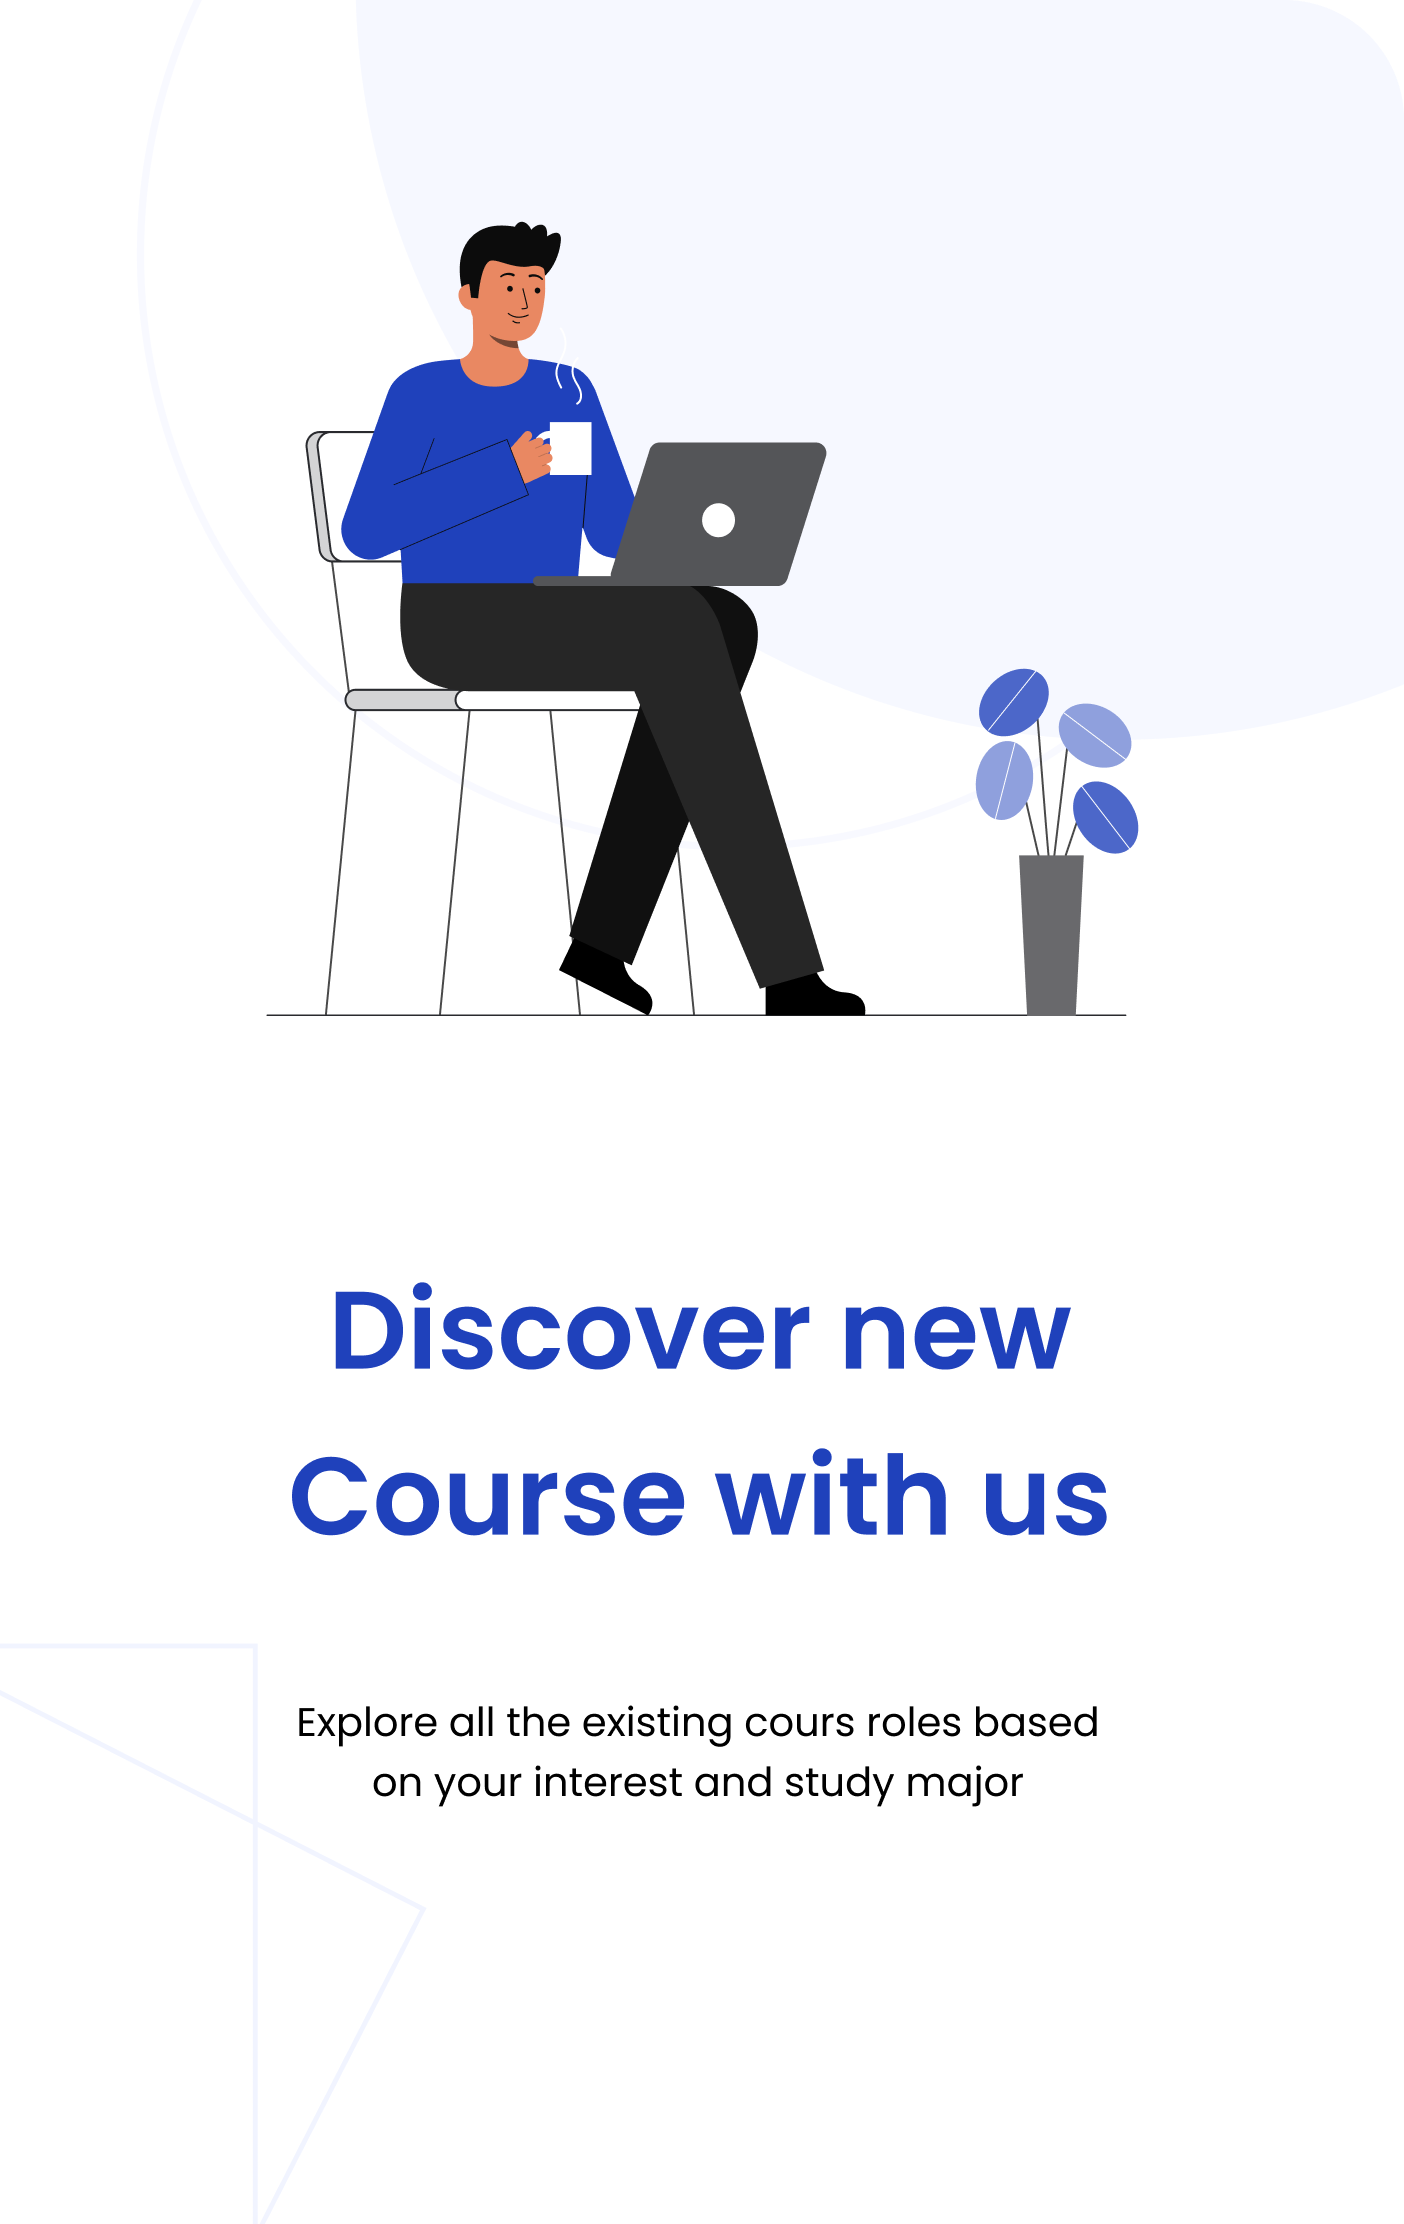 Discover new
Course with us
Explore all the existing cours roles based
on your interest and study major